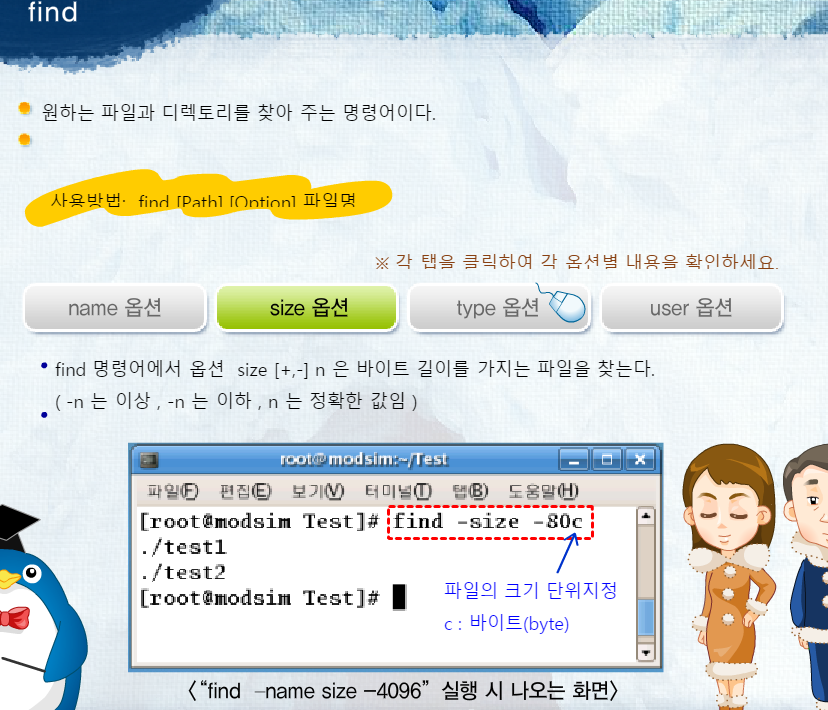 find
원하는 파일과 디렉토리를 찾아 주는 명령어이다.
사용방법: find [Path] [Option] 파일명
※ 각 탭을 클릭하여 각 옵션별 내용을 확인하세요.
name 옵션 size 옵션 type 옵션 user 옵션
find 명령어에서 옵션 size [+,-] n 은 바이트 길이를 가지는 파일을 찾는다.
( -n 는 이상 , -n 는 이하 , n 는 정확한 값임 )
root@modsim:~/Test
파일(F) 편집(E) 보기(V) 터미널(T) 탭(B) 도움말(H)
[root@modsim Test]# find -size -80c
./test1
./test2
[root@modsim Test]#
파일의 크기 단위지정
c : 바이트(byte)
〈“find –name size –4096” 실행 시 나오는 화면〉